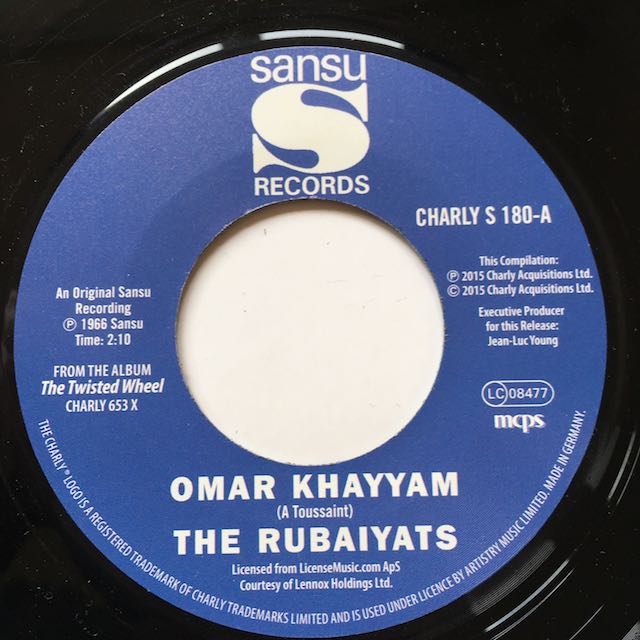 sansu
S
RECORDS
CHARLY S 180-A
This Compilation:
℗ 2015 Charly Acquisitions Ltd.
© 2015 Charly Acquisitions Ltd.
Executive Producer
for this Release:
Jean-Luc Young
An Original Sansu
Recording
℗ 1966 Sansu
Time: 2:10
FROM THE ALBUM
The Twisted Wheel
CHARLY 653 X
LC 08477
mcps
OMAR KHAYYAM
(A Toussaint)
THE RUBAIYATS
Licensed from LicenseMusic.com ApS
Courtesy of Lennox Holdings Ltd.
THE CHARLY® LOGO IS A REGISTERED TRADEMARK OF CHARLY TRADEMARKS LIMITED AND IS USED UNDER LICENCE BY ARTISTRY MUSIC LIMITED. MADE IN GERMANY.